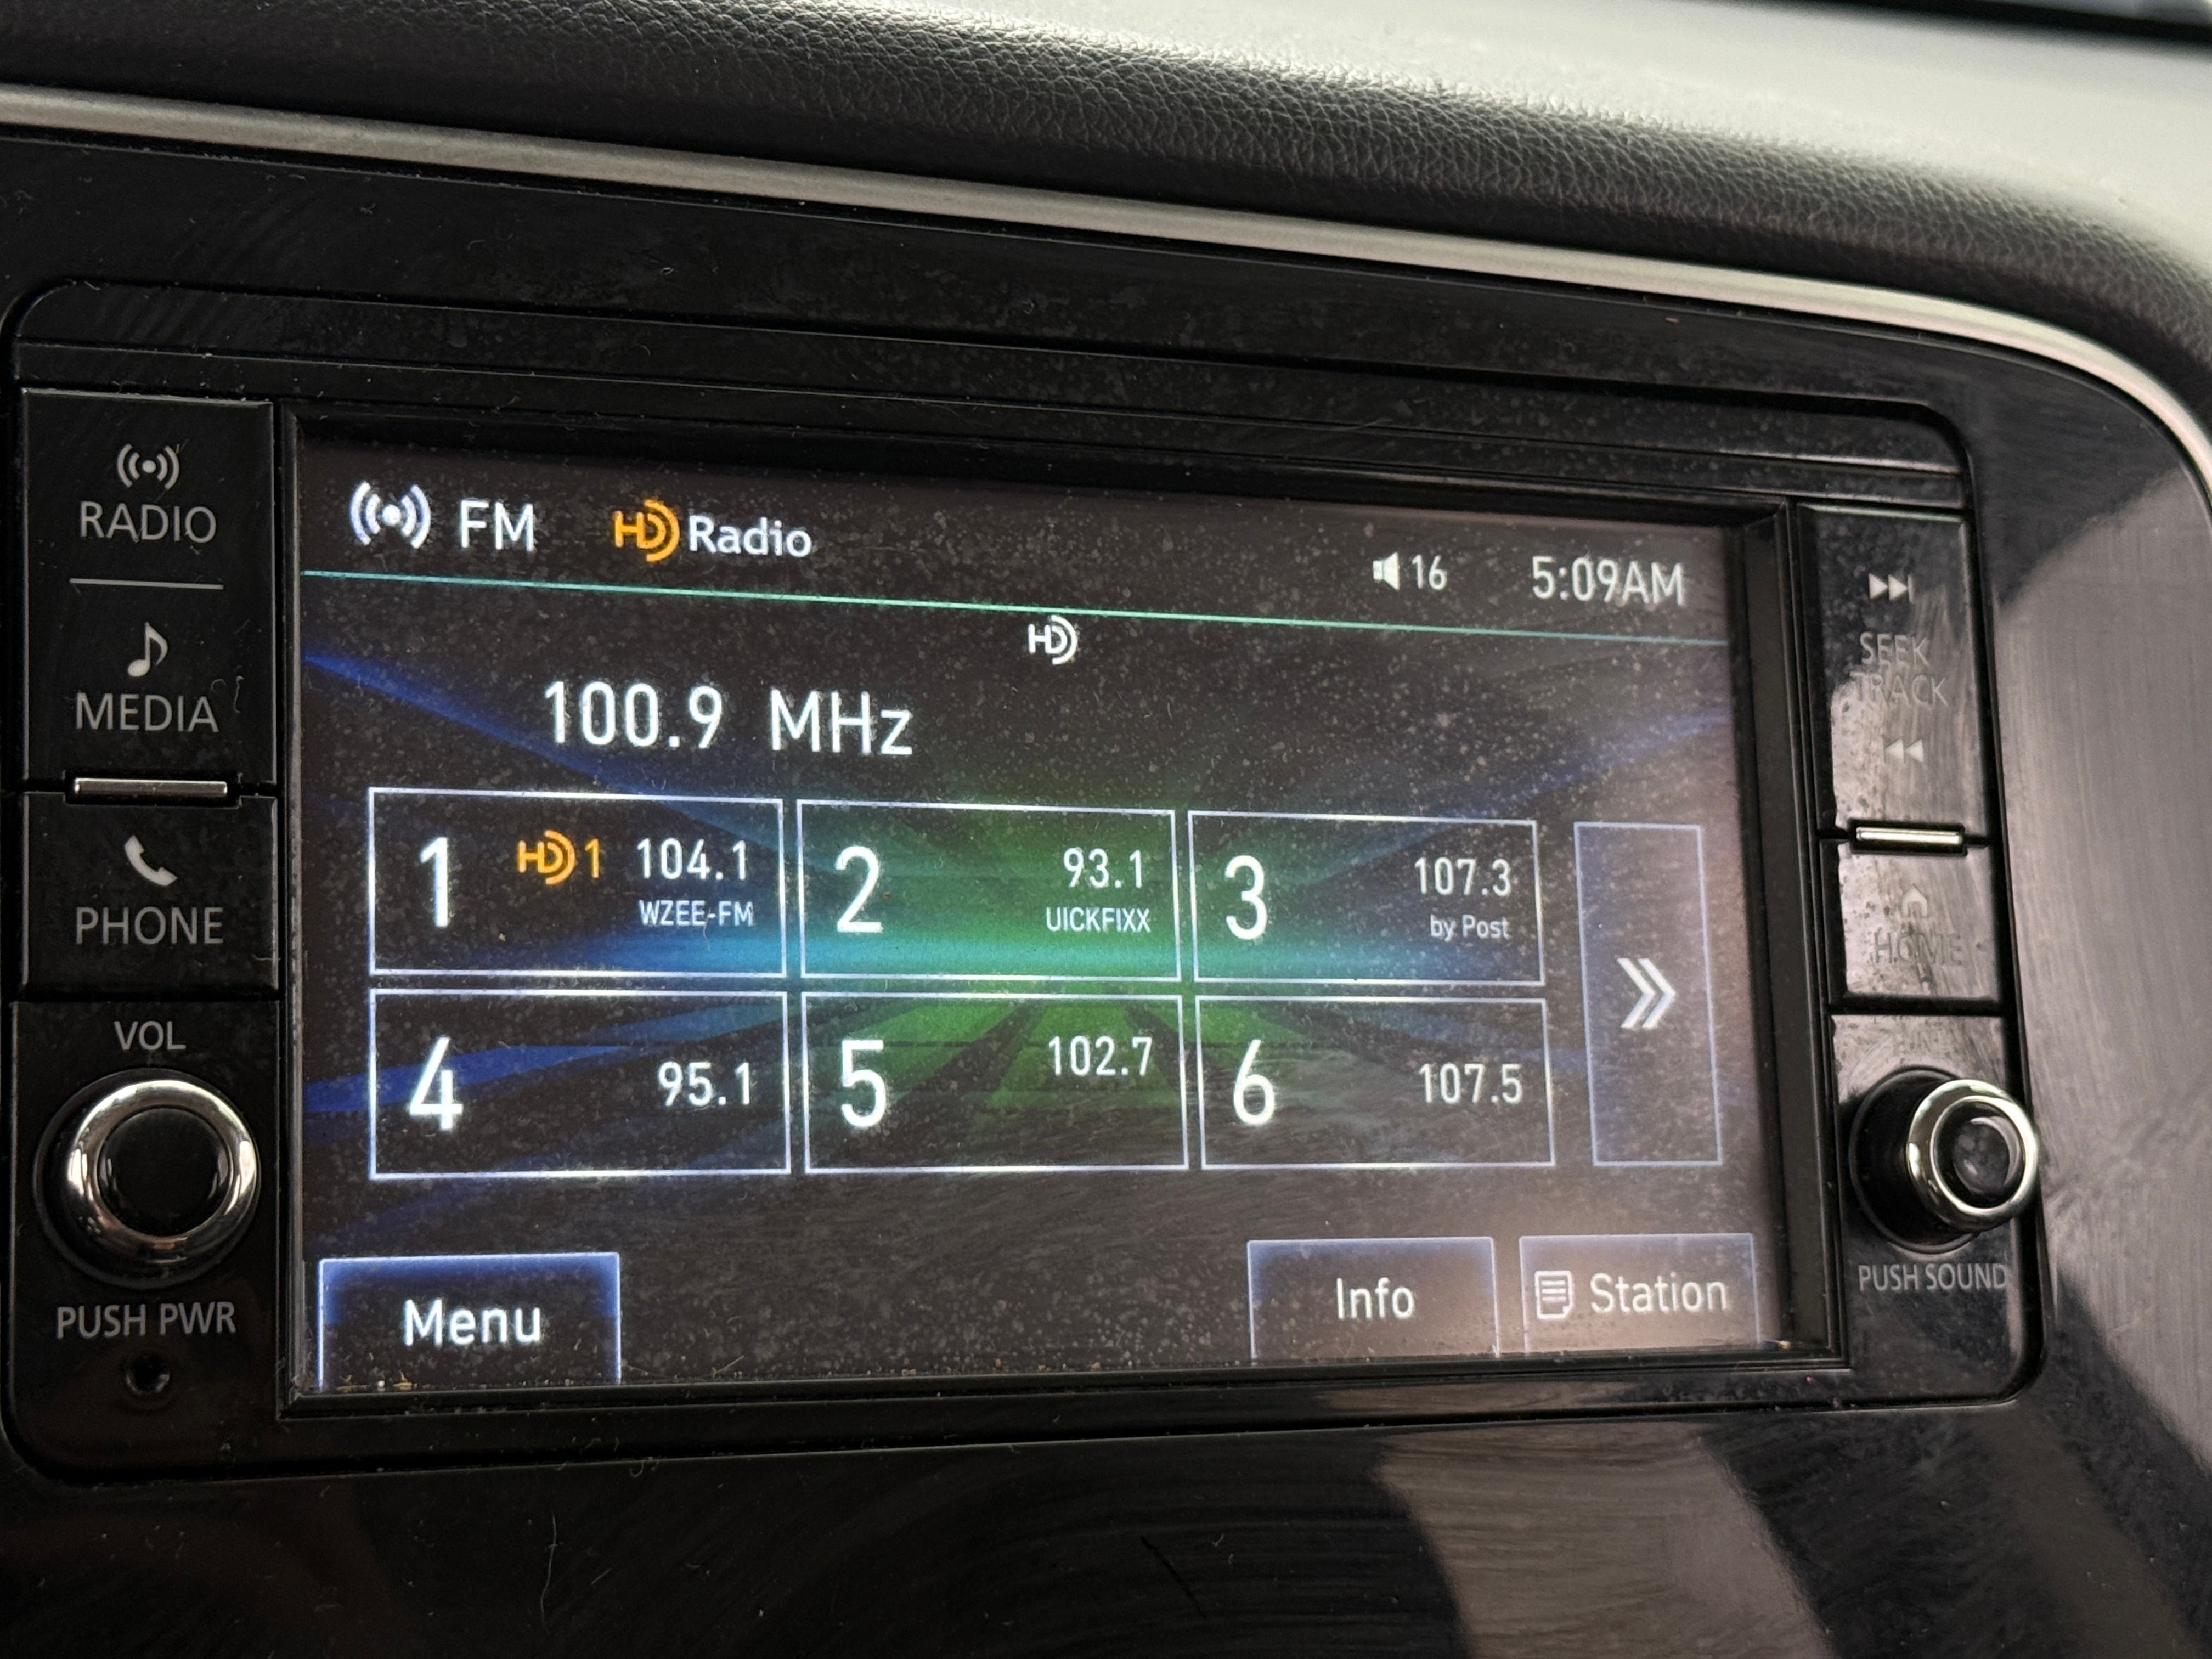 RADIO
MEDIA
PHONE
VOL
PUSH PWR
FM HD Radio 16 5:09AM
HD
100.9 MHz
1 HD 1 104.1
WZEE-FM
2 93.1
UICKFIXX
3 107.3
by Post
4 95.1
5 102.7
6 107.5
Menu
Info
Station
SEEK
TRACK
HOME
TUNE
PUSH SOUND